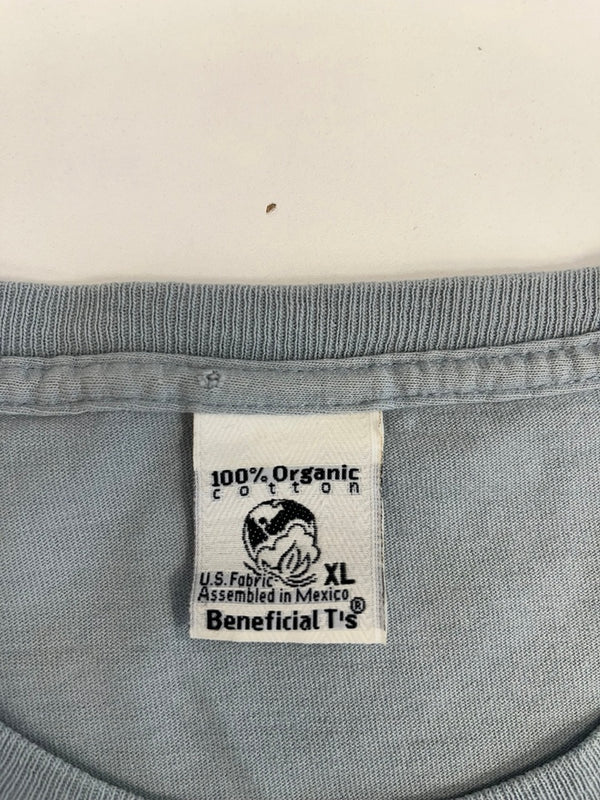 100% Organic
cotton
XL
U.S. Fabric
Assembled in Mexico
Beneficial T's®